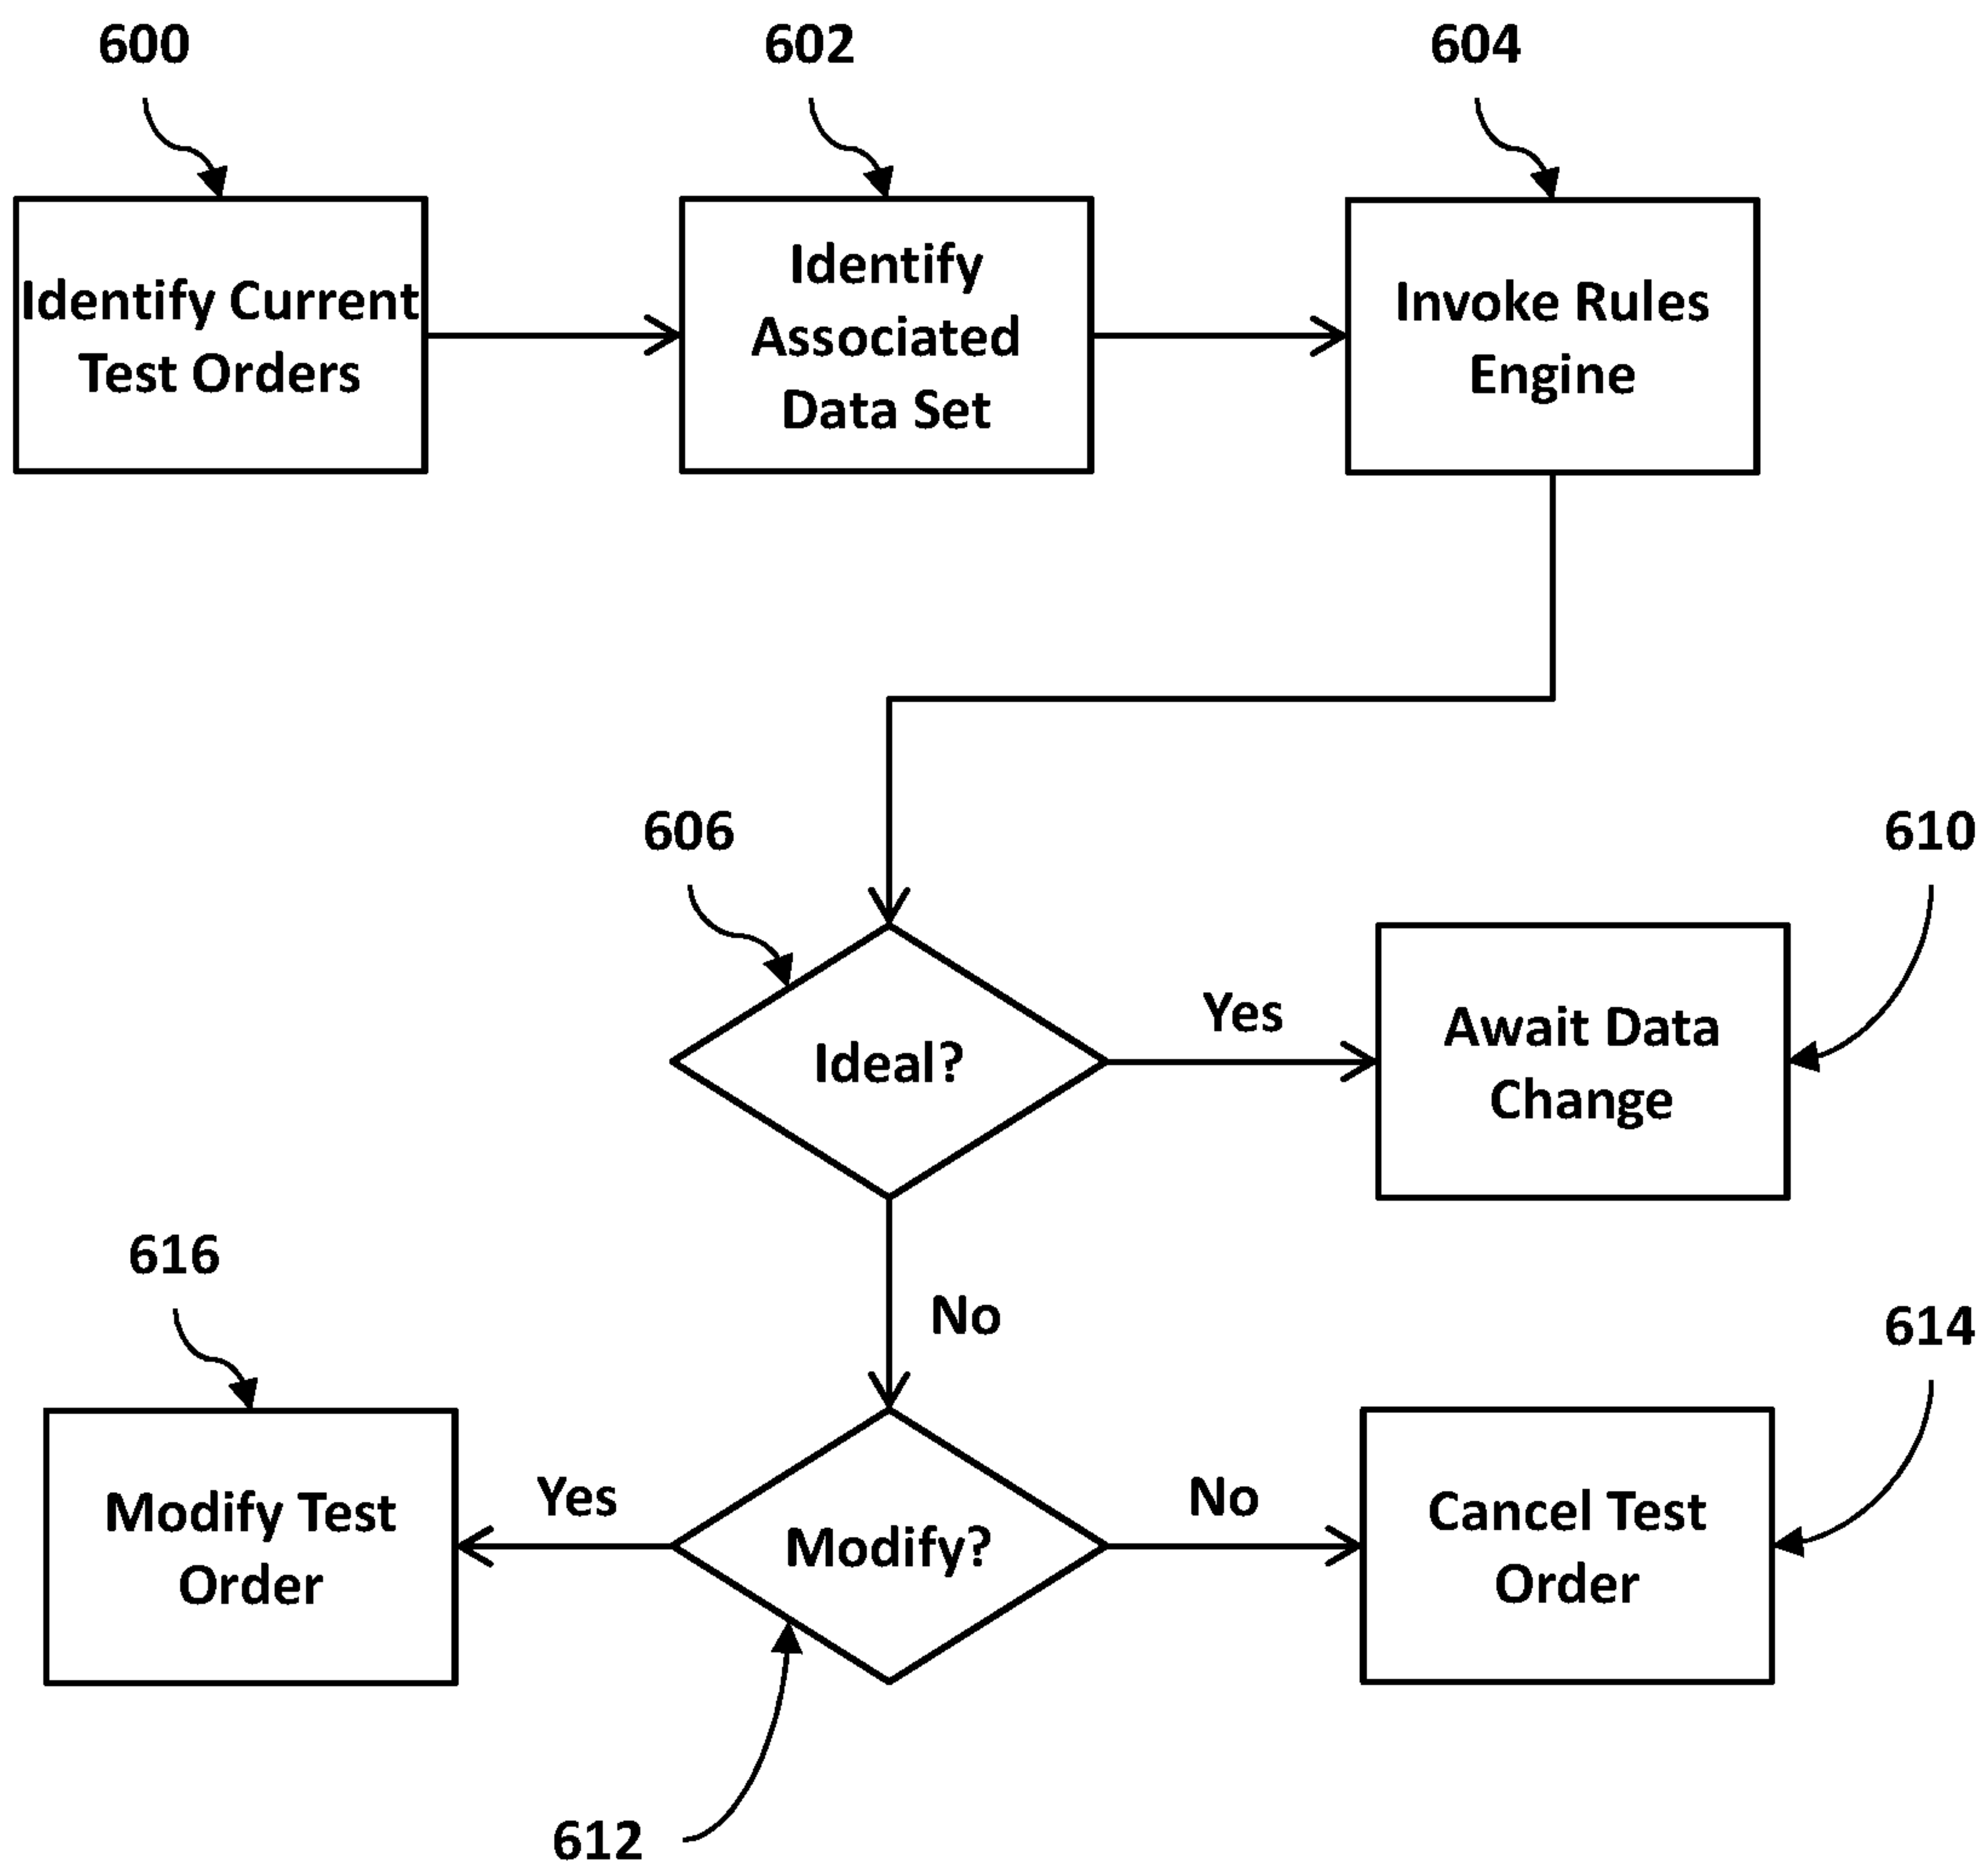 600
602
604
Identify Current
Test Orders
Identify
Associated
Data Set
Invoke Rules
Engine
606
610
Ideal?
Yes
Await Data
Change
616
No
614
Modify Test
Order
Yes
Modify?
No
Cancel Test
Order
612